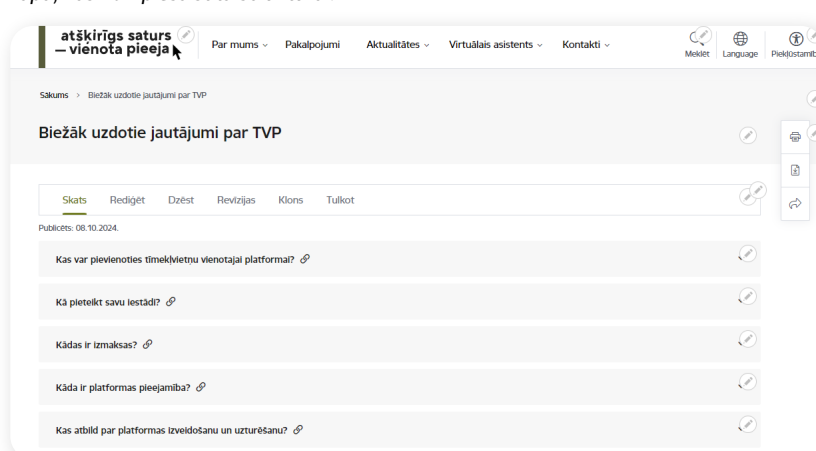 atšķirīgs saturs
— vienota pieeja
Par mums
Pakalpojumi
Aktualitātes
Virtuālais asistents
Kontakti
Meklēt
Language
Sākums > Biežāk uzdotie jautājumi par TVP
Biežāk uzdotie jautājumi par TVP
Skats
Rediģēt
Dzēst
Revīzijas
Klons
Tulkot
Publicēts: 08.10.2024.
Kas var pievienoties tīmekļvietņu vienotajai platformai?
Kā pieteikt savu iestādi?
Kādas ir izmaksas?
Kāda ir platformas pieejamība?
Kas atbild par platformas izveidošanu un uzturēšanu?